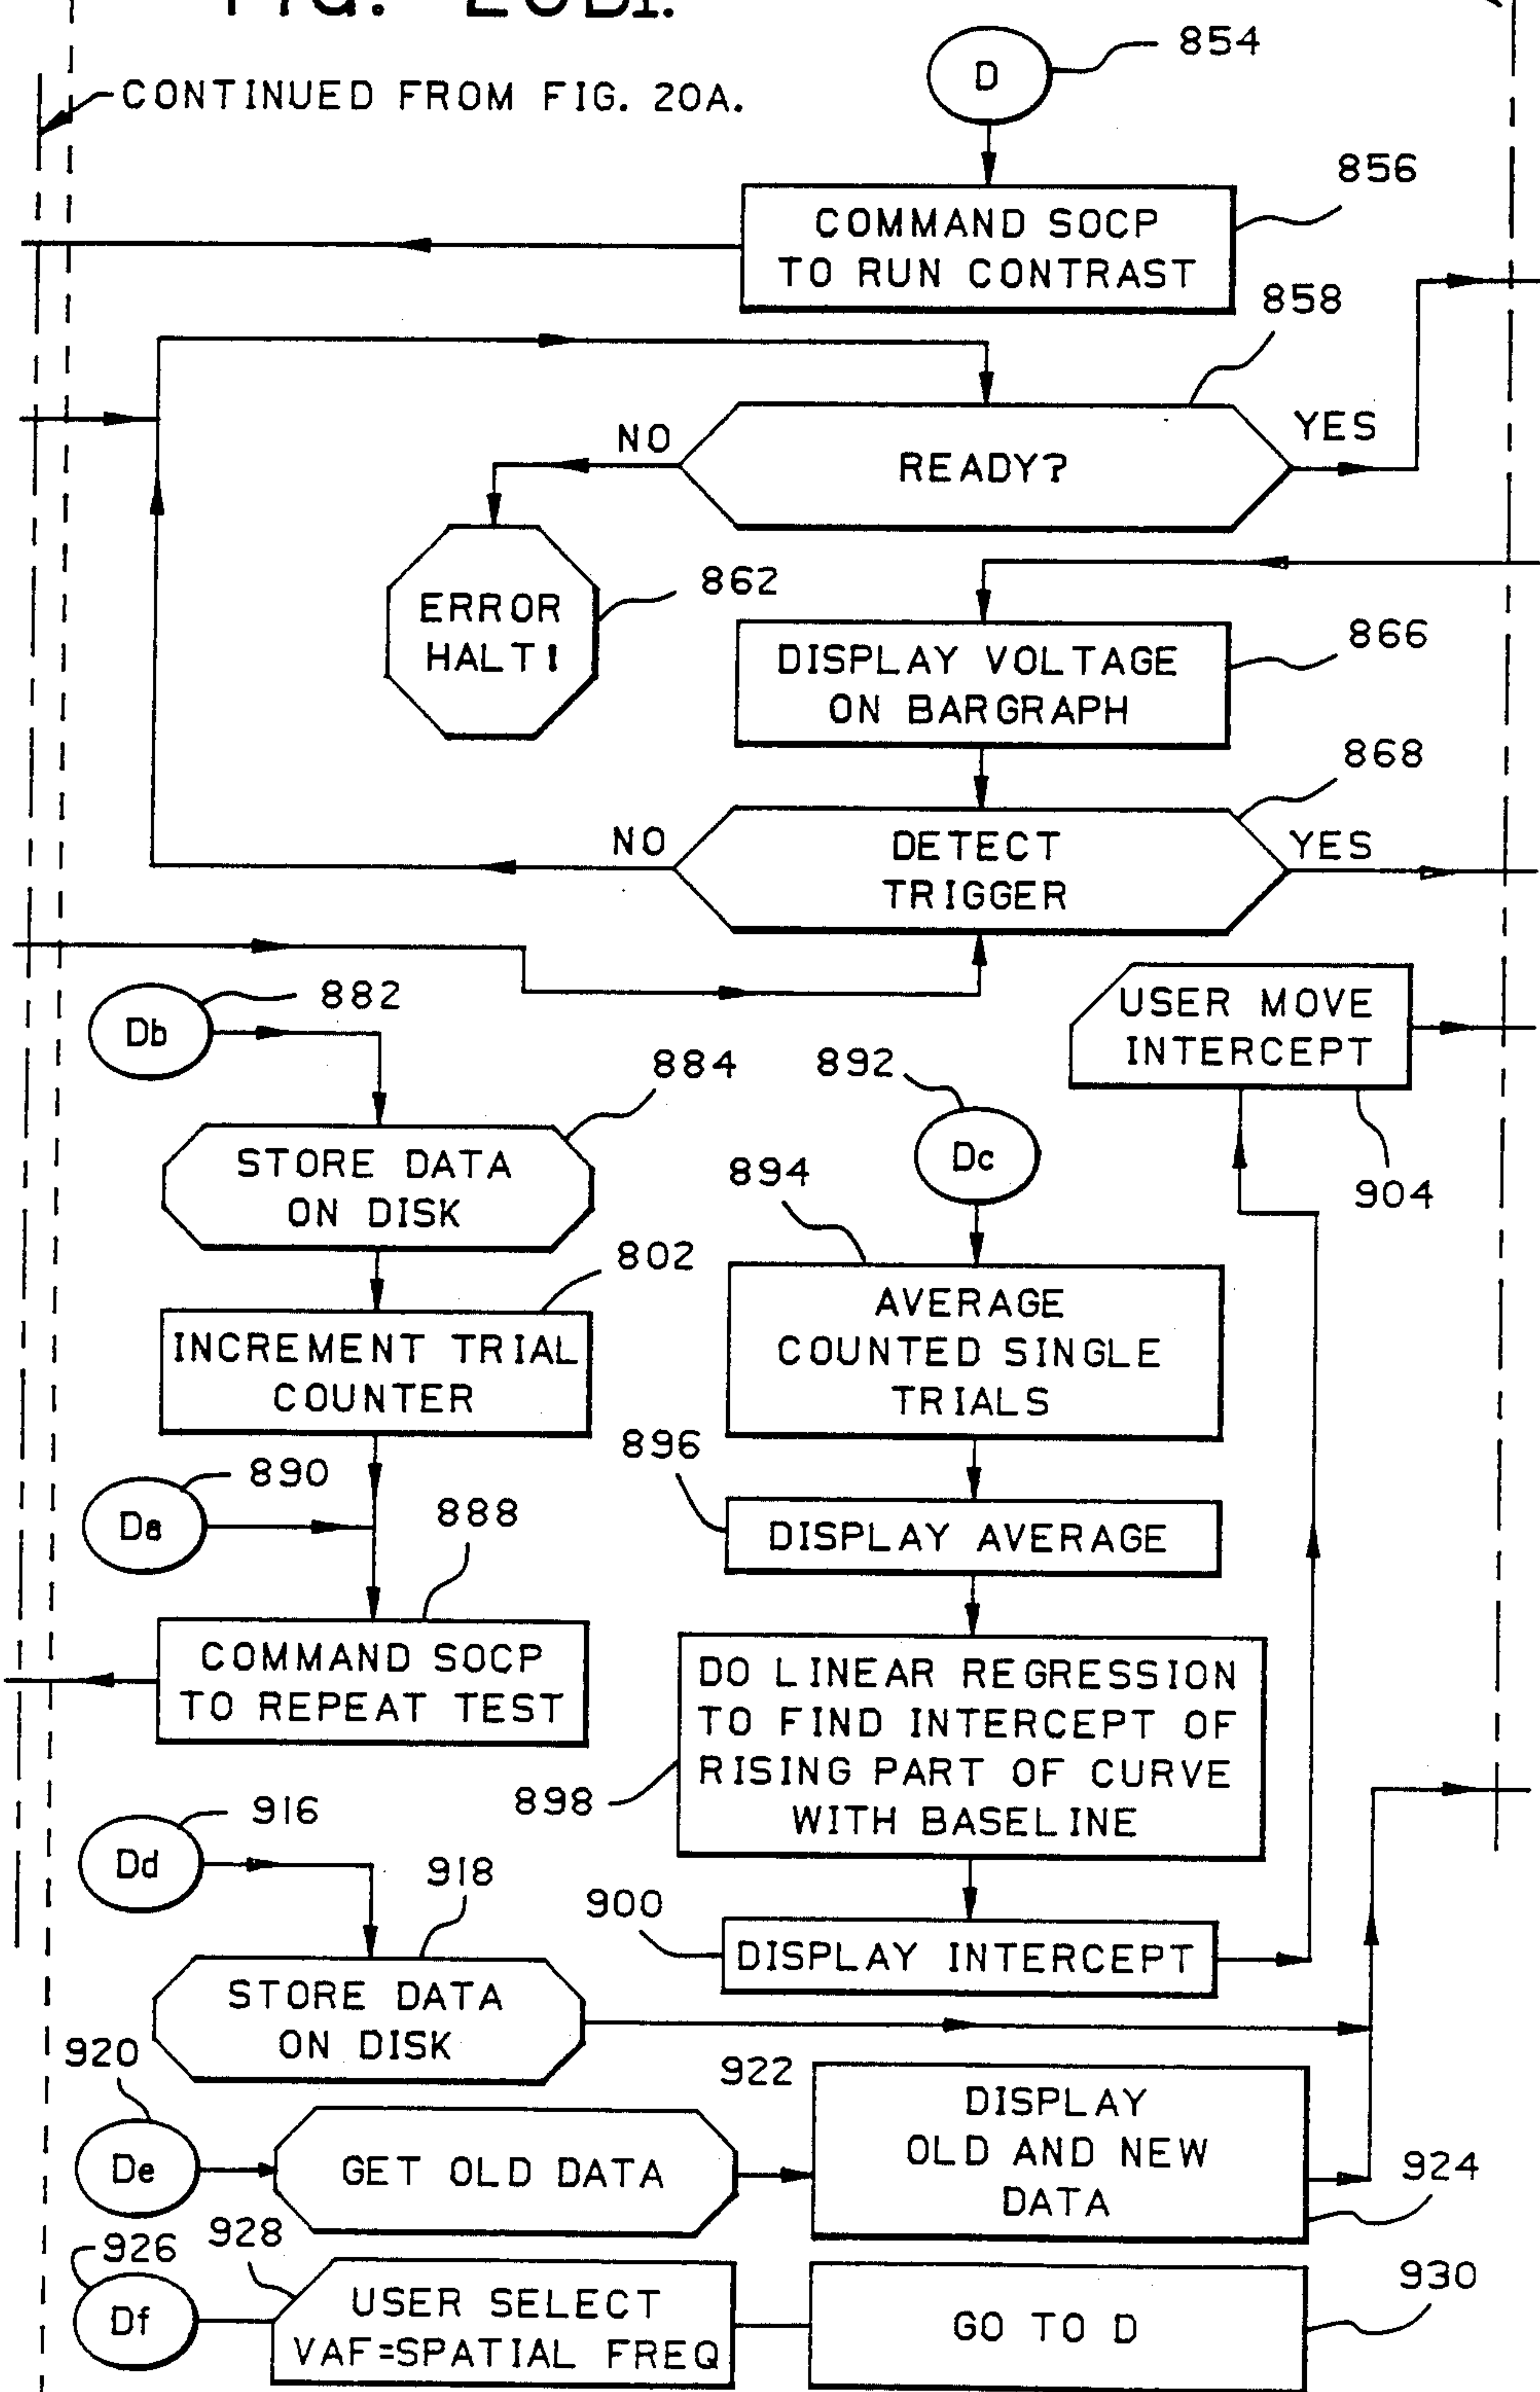 FIG. 20B1.
CONTINUED FROM FIG. 20A.
D
854
856
COMMAND SOCP
TO RUN CONTRAST
858
NO
READY?
YES
862
ERROR
HALT!
866
DISPLAY VOLTAGE
ON BARGRAPH
868
NO
DETECT
TRIGGER
YES
Db
882
USER MOVE
INTERCEPT
904
884
STORE DATA
ON DISK
892
Dc
894
802
INCREMENT TRIAL
COUNTER
AVERAGE
COUNTED SINGLE
TRIALS
890
Da
888
896
DISPLAY AVERAGE
COMMAND SOCP
TO REPEAT TEST
DO LINEAR REGRESSION
TO FIND INTERCEPT OF
RISING PART OF CURVE
WITH BASELINE
898
916
Dd
918
900
DISPLAY INTERCEPT
STORE DATA
ON DISK
920
De
GET OLD DATA
922
DISPLAY
OLD AND NEW
DATA
924
926
Df
928
USER SELECT
VAF=SPATIAL FREQ
GO TO D
930